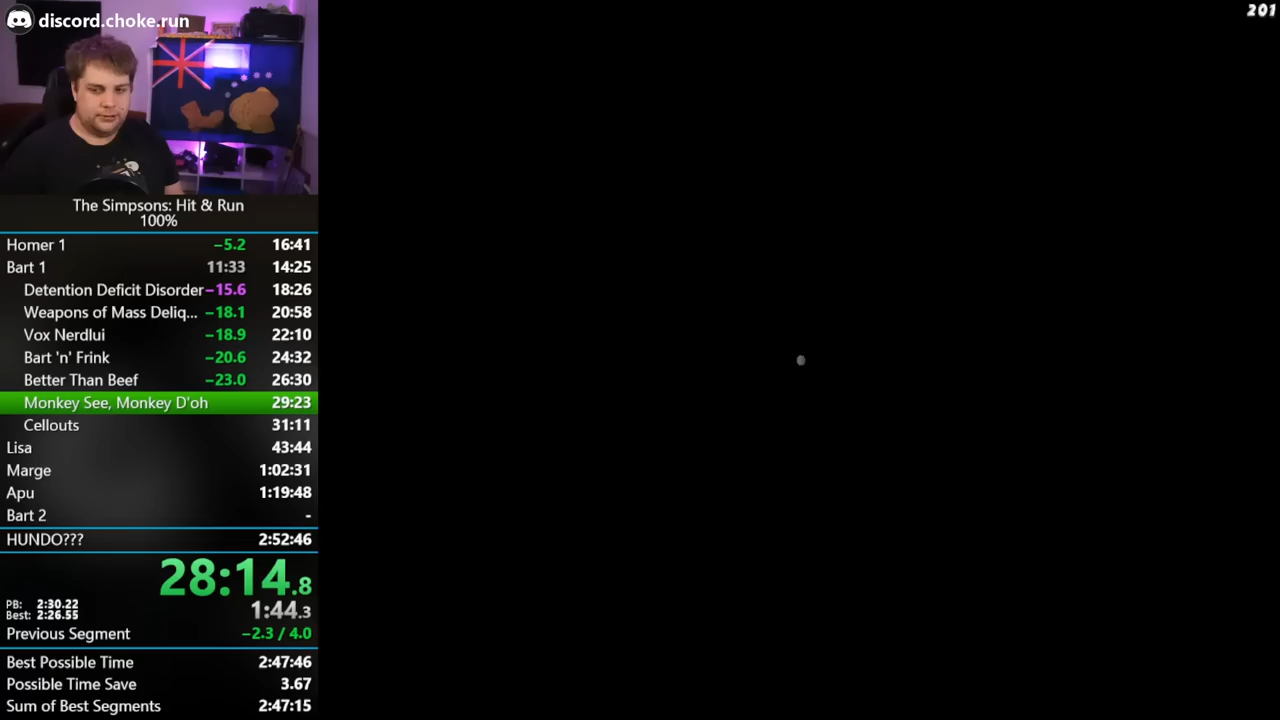 discord.choke.run
201
The Simpsons: Hit & Run
100%
Homer 1 −5.2 16:41
Bart 1 11:33 14:25
Detention Deficit Disorder −15.6 18:26
Weapons of Mass Deliq... −18.1 20:58
Vox Nerdlui −18.9 22:10
Bart 'n' Frink −20.6 24:32
Better Than Beef −23.0 26:30
Monkey See, Monkey D'oh 29:23
Cellouts 31:11
Lisa 43:44
Marge 1:02:31
Apu 1:19:48
Bart 2 -
HUNDO??? 2:52:46
28:14.8
PB: 2:30.22
Best: 2:26.55
1:44.3
Previous Segment −2.3 / 4.0
Best Possible Time 2:47:46
Possible Time Save 3.67
Sum of Best Segments 2:47:15